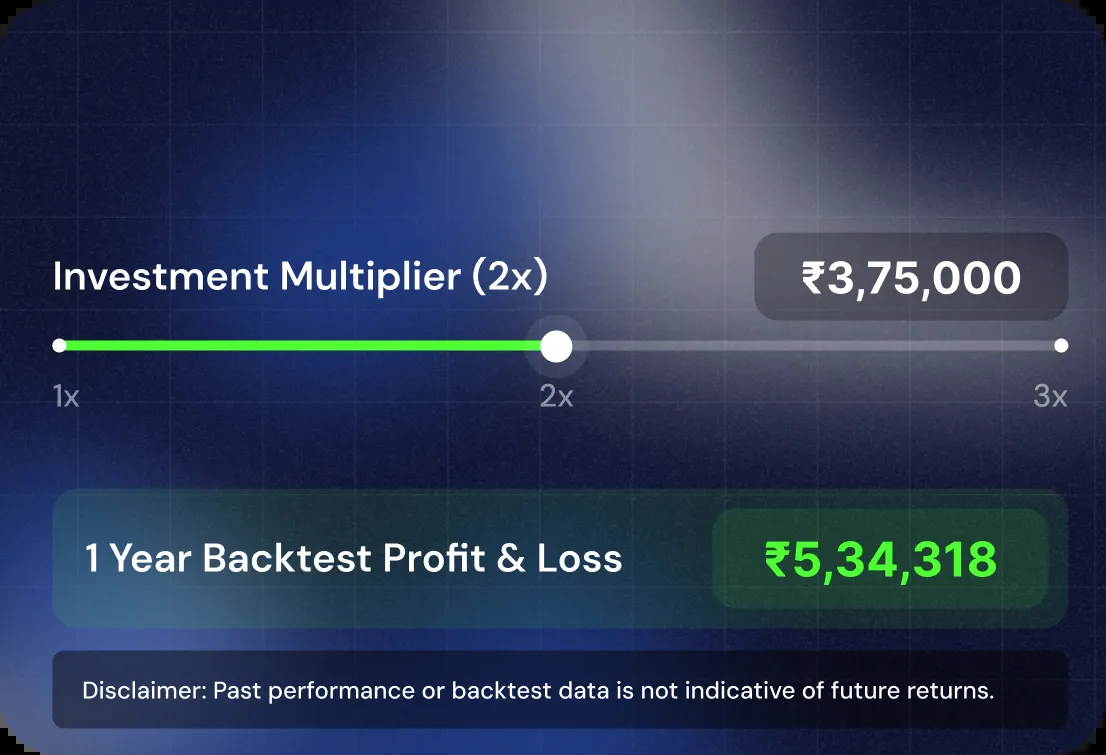 Investment Multiplier (2x)
₹3,75,000
1x
2x
3x
1 Year Backtest Profit & Loss
₹5,34,318
Disclaimer: Past performance or backtest data is not indicative of future returns.